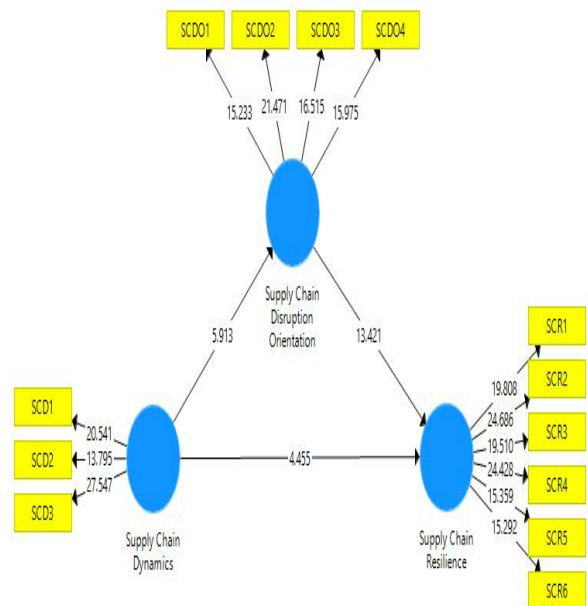 SCDO1 SCDO2 SCDO3 SCDO4
15.233 21.471 16.515 15.975
Supply Chain
Disruption
Orientation
5.913 13.421
SCR1
SCR2
SCR3
SCR4
SCR5
SCR6
19.808
24.686
19.510
24.428
15.359
15.292
SCD1
SCD2
SCD3
20.541
13.795
27.547
4.455
Supply Chain
Dynamics
Supply Chain
Resilience